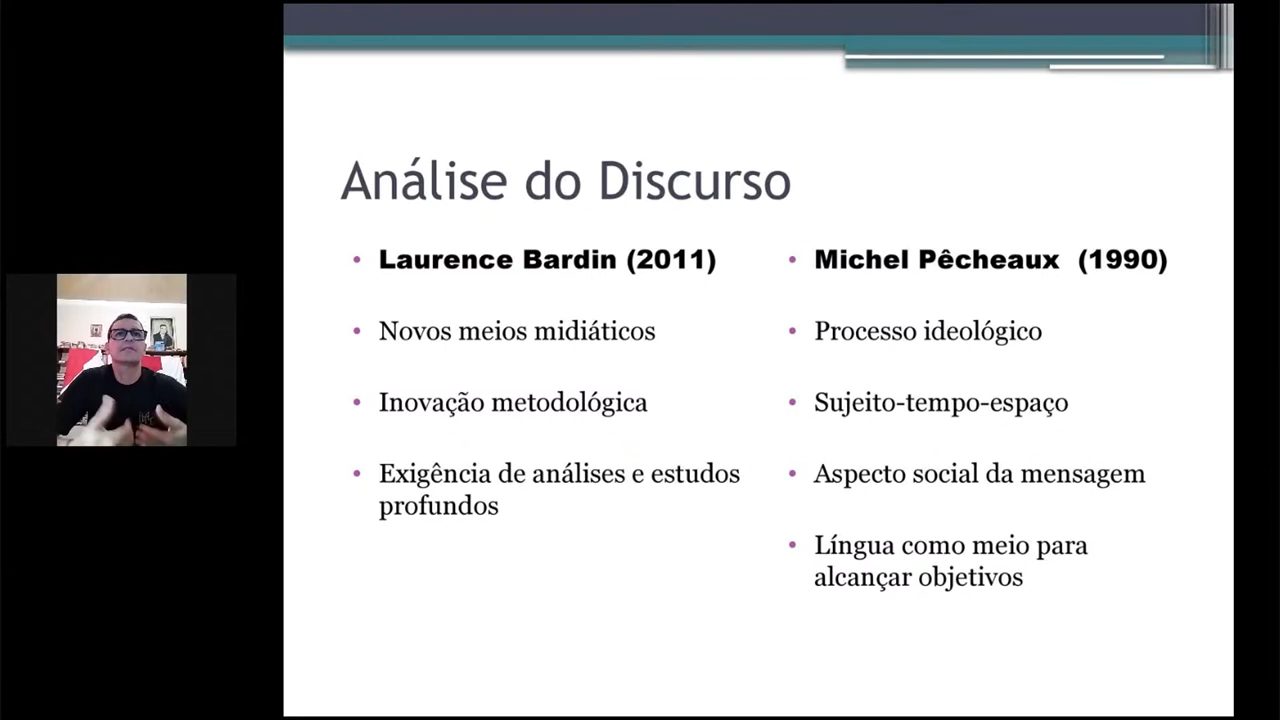 Análise do Discurso
Laurence Bardin (2011)
Novos meios midiáticos
Inovação metodológica
Exigência de análises e estudos
profundos
Michel Pêcheaux (1990)
Processo ideológico
Sujeito-tempo-espaço
Aspecto social da mensagem
Língua como meio para
alcançar objetivos